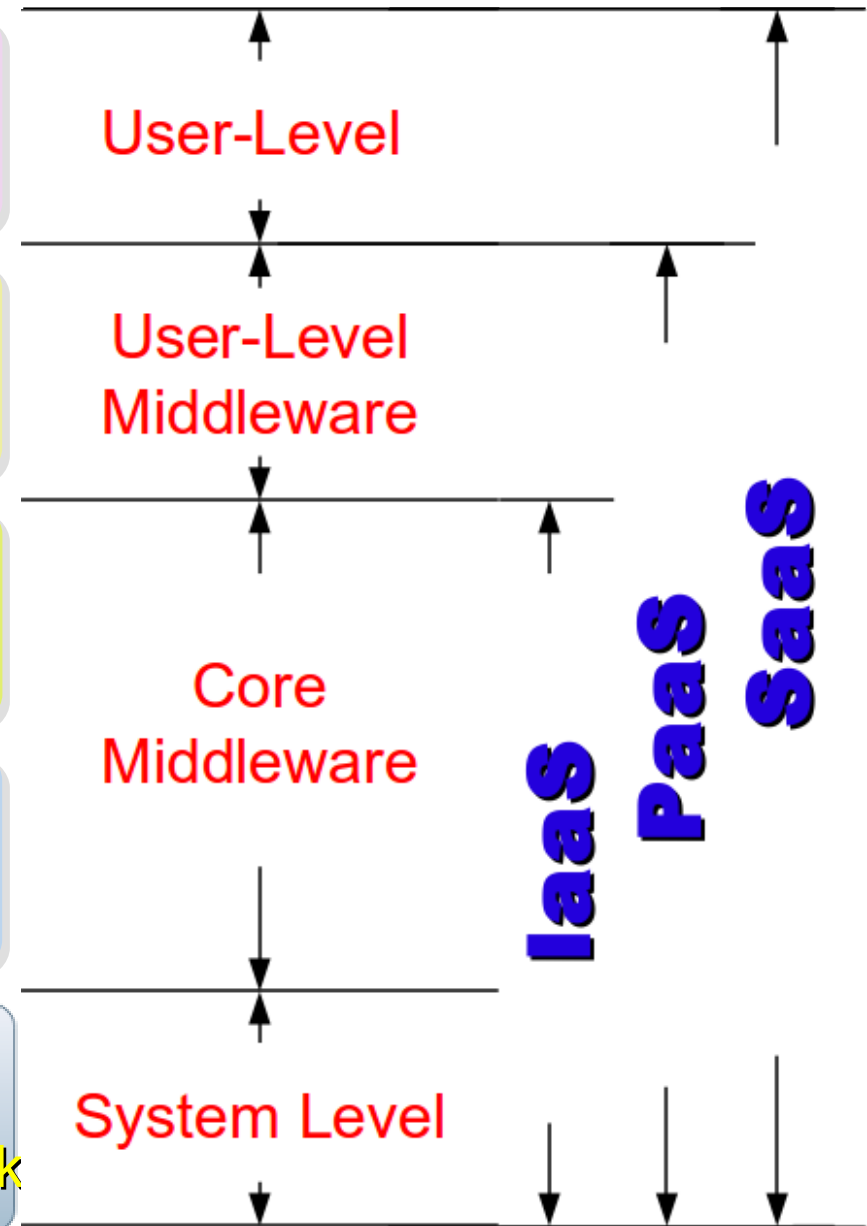 User-Level
User-Level
Middleware
Core
Middleware
System Level
k
IaaS
PaaS
SaaS